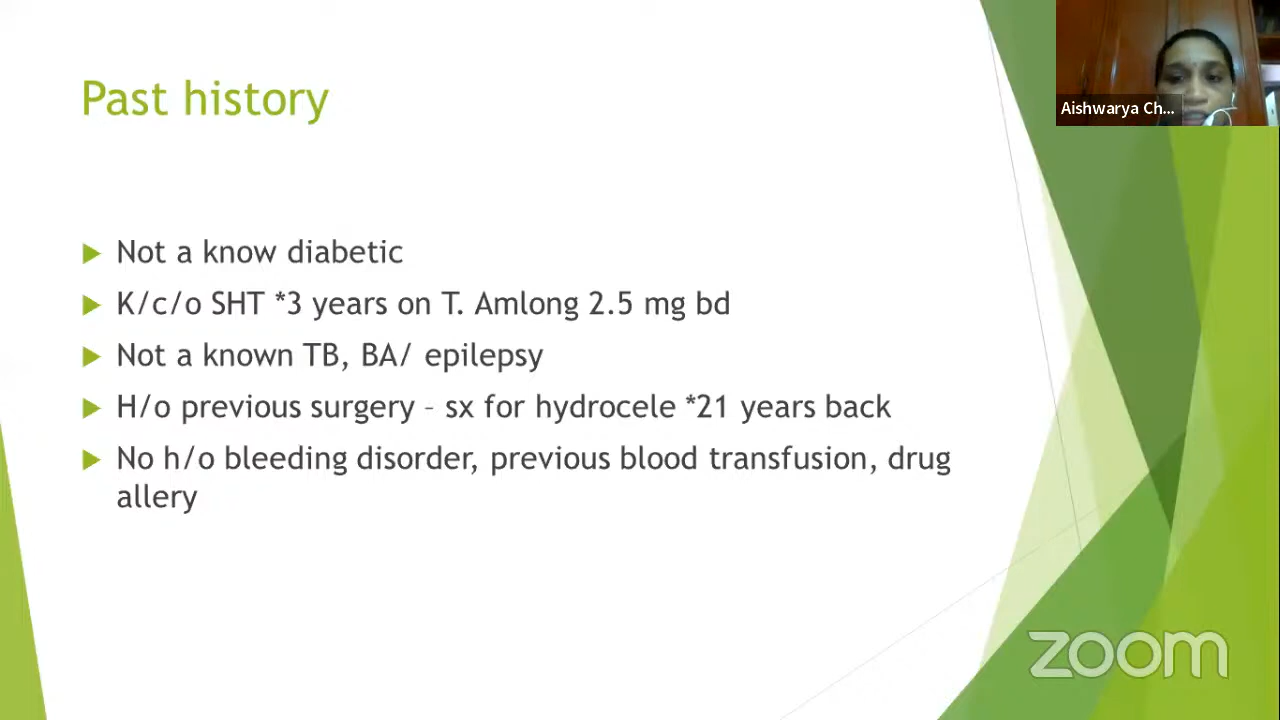 Past history
Aishwarya Ch...
Not a know diabetic
K/c/o SHT *3 years on T. Amlong 2.5 mg bd
Not a known TB, BA/ epilepsy
H/o previous surgery – sx for hydrocele *21 years back
No h/o bleeding disorder, previous blood transfusion, drug
allery
zoom